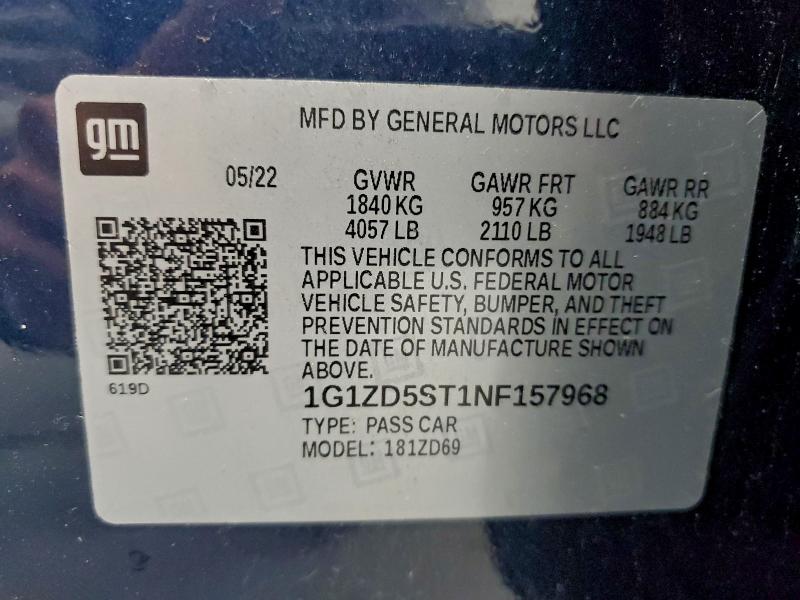 gm
MFD BY GENERAL MOTORS LLC
05/22 GVWR GAWR FRT GAWR RR
1840 KG 957 KG 884 KG
4057 LB 2110 LB 1948 LB
THIS VEHICLE CONFORMS TO ALL
APPLICABLE U.S. FEDERAL MOTOR
VEHICLE SAFETY, BUMPER, AND THEFT
PREVENTION STANDARDS IN EFFECT ON
THE DATE OF MANUFACTURE SHOWN
ABOVE.
619D
1G1ZD5ST1NF157968
TYPE: PASS CAR
MODEL: 181ZD69